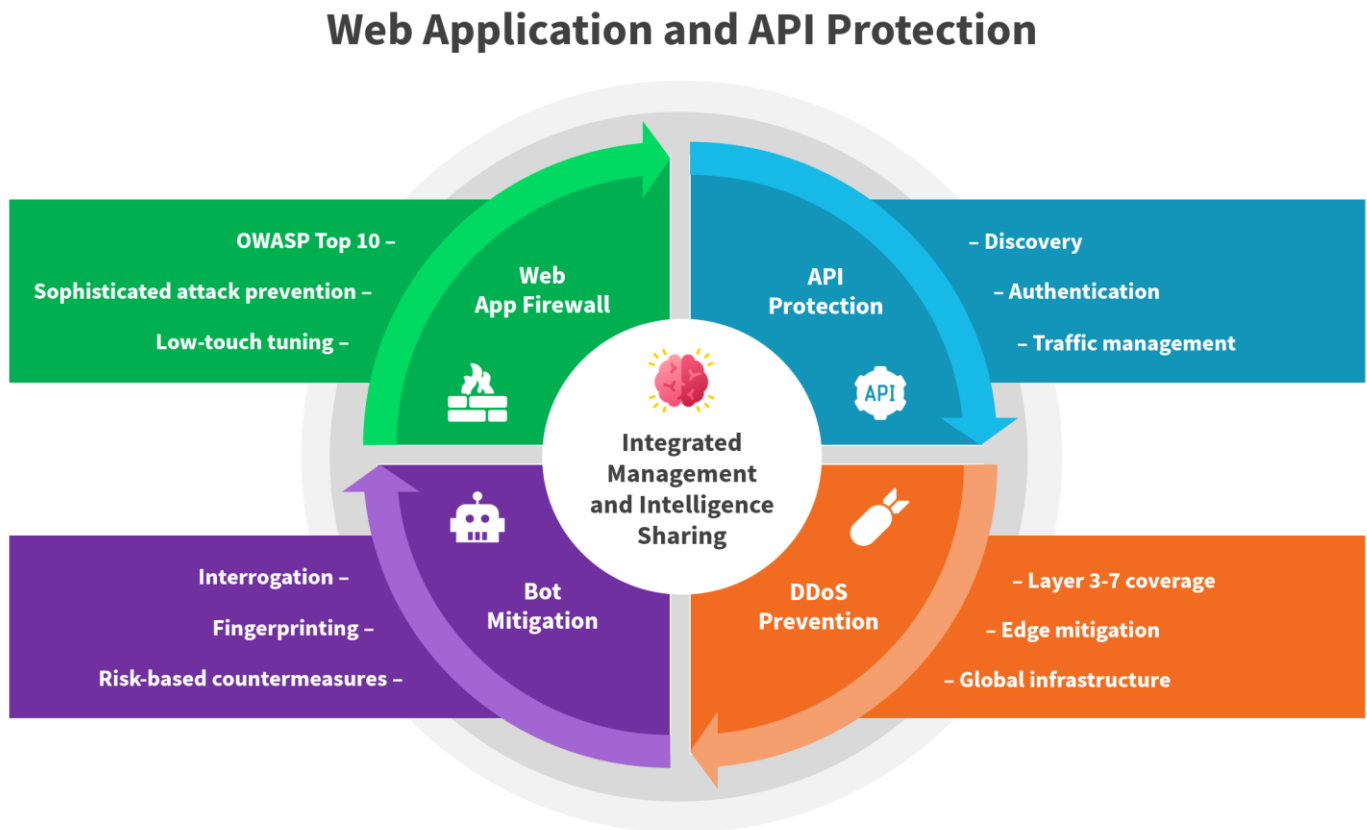 Web Application and API Protection
OWASP Top 10 –
Sophisticated attack prevention –
Low-touch tuning –
Web
App Firewall
API
Protection
– Discovery
– Authentication
– Traffic management
API
Integrated
Management
and Intelligence
Sharing
Interrogation –
Fingerprinting –
Risk-based countermeasures –
Bot
Mitigation
DDoS
Prevention
– Layer 3-7 coverage
– Edge mitigation
– Global infrastructure